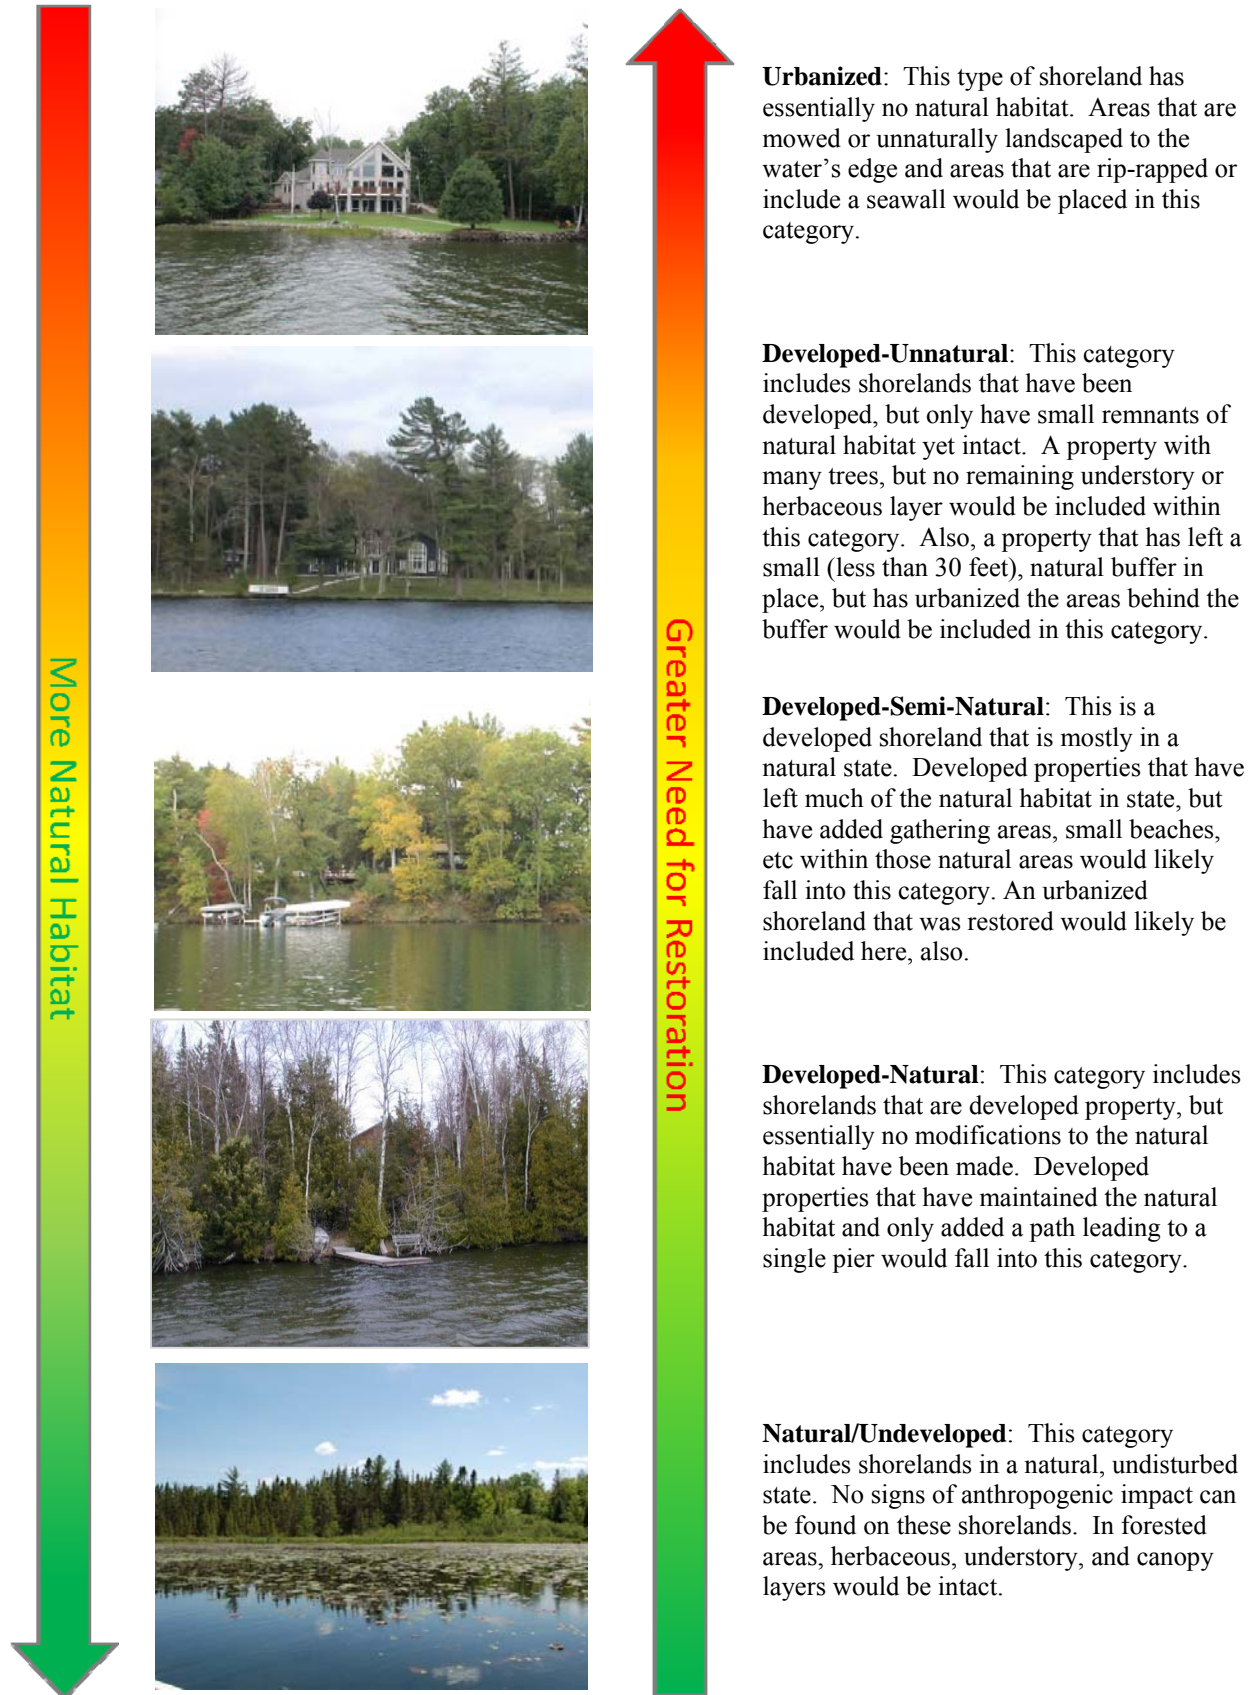 More Natural Habitat
Greater Need for Restoration
Urbanized: This type of shoreland has
essentially no natural habitat. Areas that are
mowed or unnaturally landscaped to the
water’s edge and areas that are rip-rapped or
include a seawall would be placed in this
category.
Developed-Unnatural: This category
includes shorelands that have been
developed, but only have small remnants of
natural habitat yet intact. A property with
many trees, but no remaining understory or
herbaceous layer would be included within
this category. Also, a property that has left a
small (less than 30 feet), natural buffer in
place, but has urbanized the areas behind the
buffer would be included in this category.
Developed-Semi-Natural: This is a
developed shoreland that is mostly in a
natural state. Developed properties that have
left much of the natural habitat in state, but
have added gathering areas, small beaches,
etc within those natural areas would likely
fall into this category. An urbanized
shoreland that was restored would likely be
included here, also.
Developed-Natural: This category includes
shorelands that are developed property, but
essentially no modifications to the natural
habitat have been made. Developed
properties that have maintained the natural
habitat and only added a path leading to a
single pier would fall into this category.
Natural/Undeveloped: This category
includes shorelands in a natural, undisturbed
state. No signs of anthropogenic impact can
be found on these shorelands. In forested
areas, herbaceous, understory, and canopy
layers would be intact.